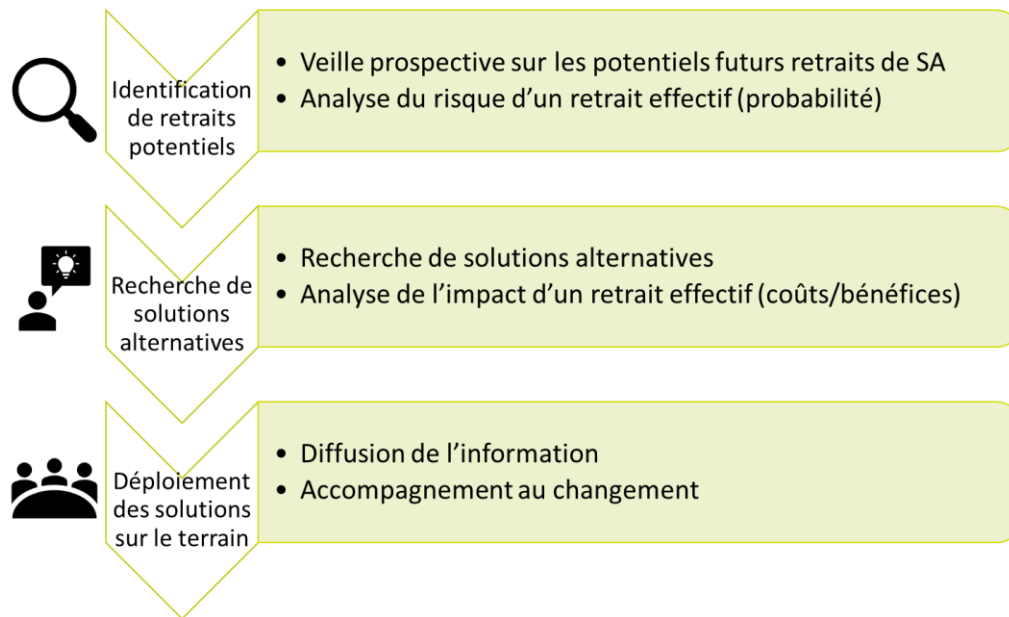 Identification
de retraits
potentiels
• Veille prospective sur les potentiels futurs retraits de SA
• Analyse du risque d'un retrait effectif (probabilité)
Recherche de
solutions
alternatives
• Recherche de solutions alternatives
• Analyse de l'impact d'un retrait effectif (coûts/bénéfices)
Déploiement
des solutions
sur le terrain
• Diffusion de l'information
• Accompagnement au changement